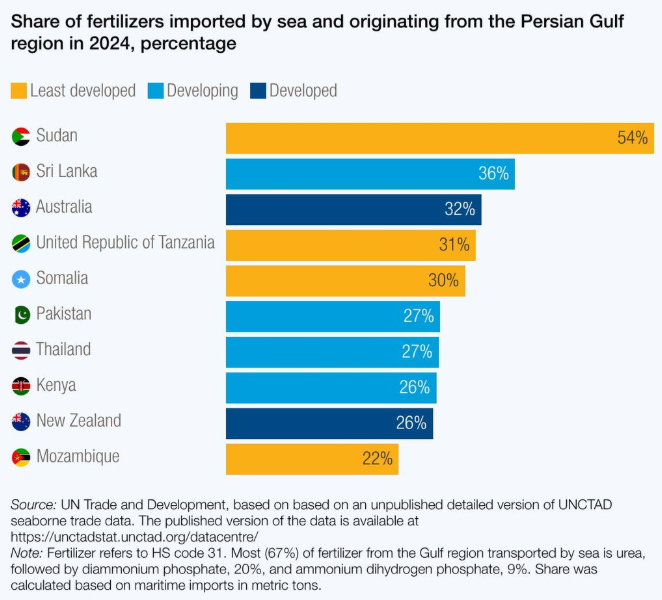 Share of fertilizers imported by sea and originating from the Persian Gulf
region in 2024, percentage
Least developed Developing Developed
Sudan 54%
Sri Lanka 36%
Australia 32%
United Republic of Tanzania 31%
Somalia 30%
Pakistan 27%
Thailand 27%
Kenya 26%
New Zealand 26%
Mozambique 22%
Source: UN Trade and Development, based on based on an unpublished detailed version of UNCTAD
seaborne trade data. The published version of the data is available at
https://unctadstat.unctad.org/datacentre/
Note: Fertilizer refers to HS code 31. Most (67%) of fertilizer from the Gulf region transported by sea is urea,
followed by diammonium phosphate, 20%, and ammonium dihydrogen phosphate, 9%. Share was
calculated based on maritime imports in metric tons.